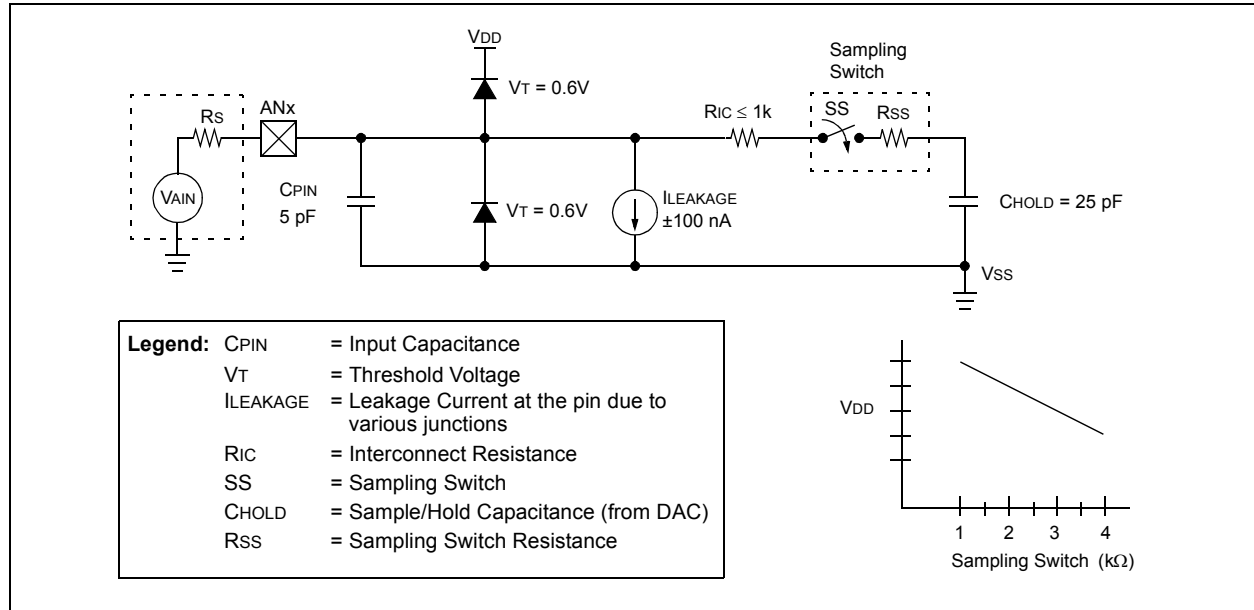 VDD
Sampling
Switch
VT = 0.6V
RS
ANx
RIC ≤ 1k
SS
RSS
VAIN
CPIN
5 pF
VT = 0.6V
ILEAKAGE
±100 nA
CHOLD = 25 pF
VSS
Legend: CPIN = Input Capacitance
VT = Threshold Voltage
ILEAKAGE = Leakage Current at the pin due to
various junctions
RIC = Interconnect Resistance
SS = Sampling Switch
CHOLD = Sample/Hold Capacitance (from DAC)
RSS = Sampling Switch Resistance
VDD
1 2 3 4
Sampling Switch (kΩ)